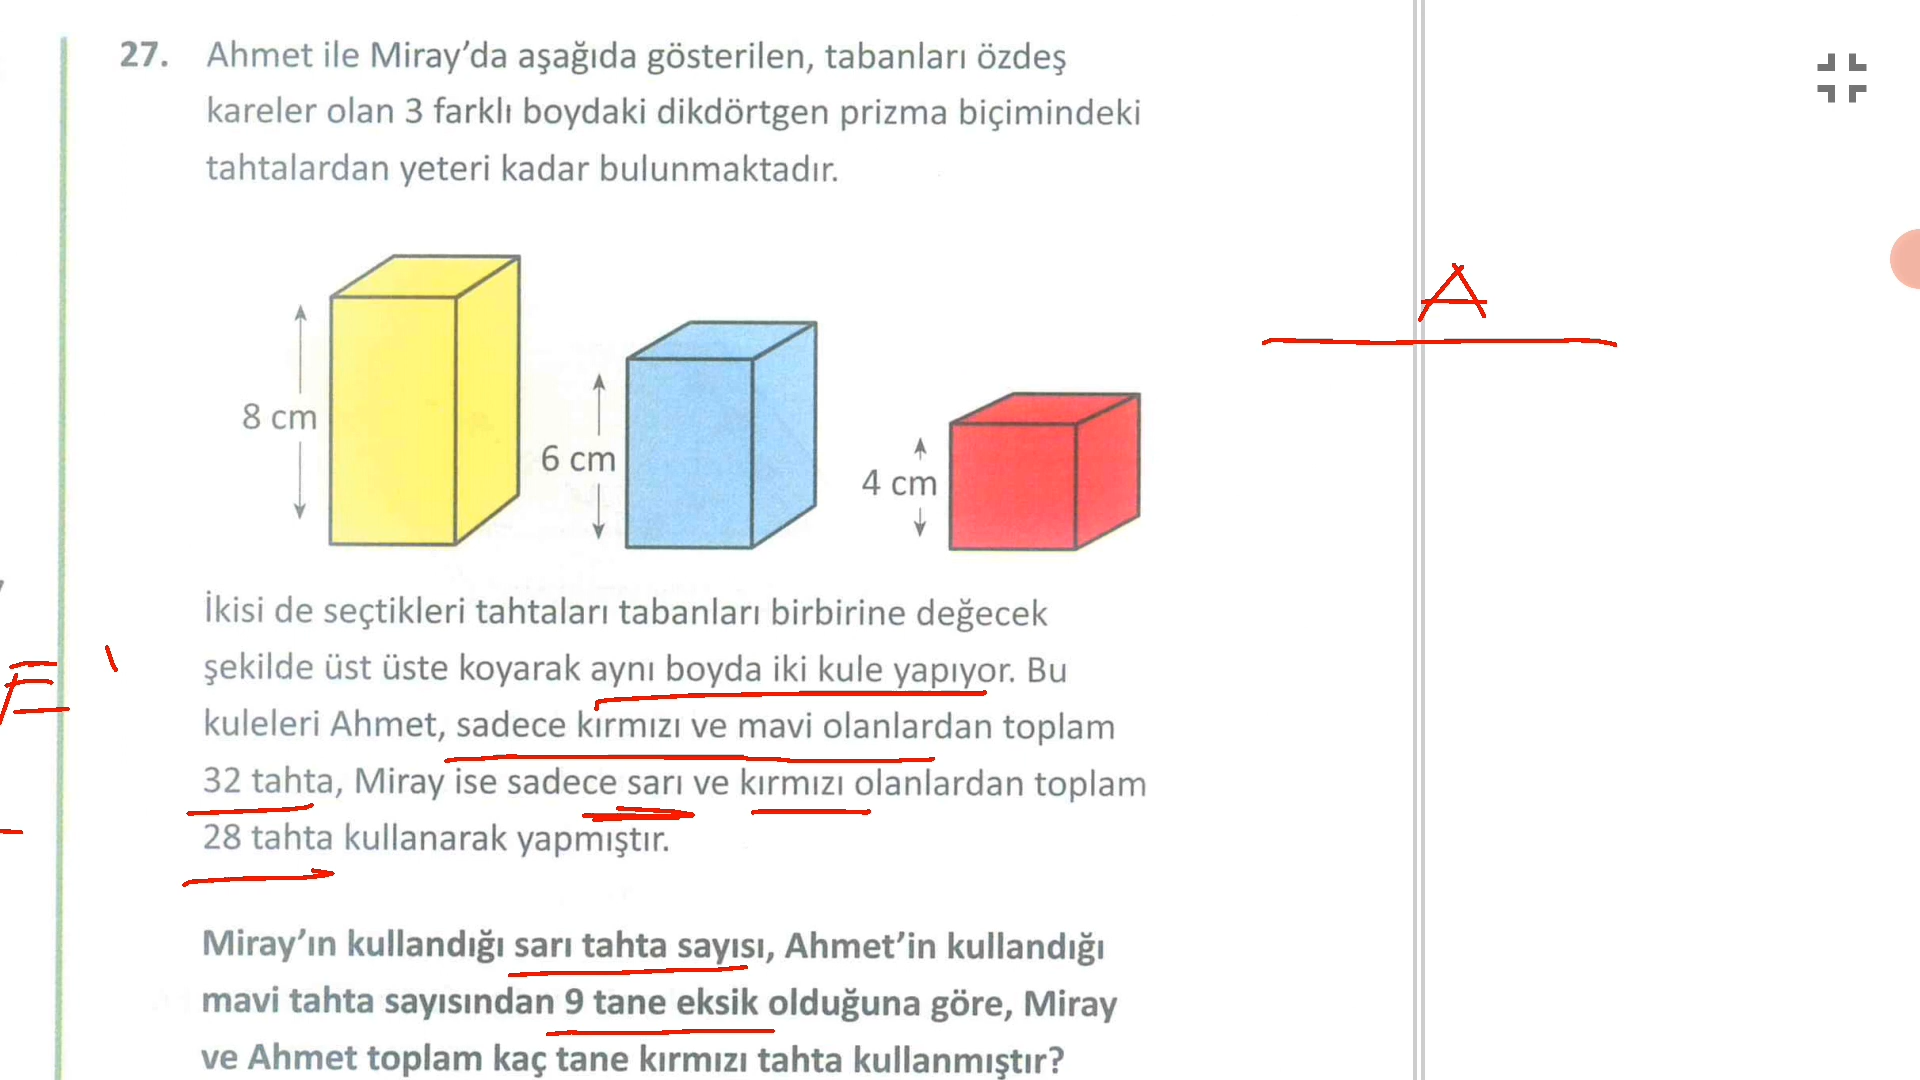 27. Ahmet ile Miray'da aşağıda gösterilen, tabanları özdeş
kareler olan 3 farklı boydaki dikdörtgen prizma biçimindeki
tahtalardan yeteri kadar bulunmaktadır.
A
8 cm
6 cm
4 cm
İkisi de seçtikleri tahtaları tabanları birbirine değecek
şekilde üst üste koyarak aynı boyda iki kule yapıyor. Bu
kuleleri Ahmet, sadece kırmızı ve mavi olanlardan toplam
32 tahta, Miray ise sadece sarı ve kırmızı olanlardan toplam
28 tahta kullanarak yapmıştır.
Miray'ın kullandığı sarı tahta sayısı, Ahmet'in kullandığı
mavi tahta sayısından 9 tane eksik olduğuna göre, Miray
ve Ahmet toplam kaç tane kırmızı tahta kullanmıştır?